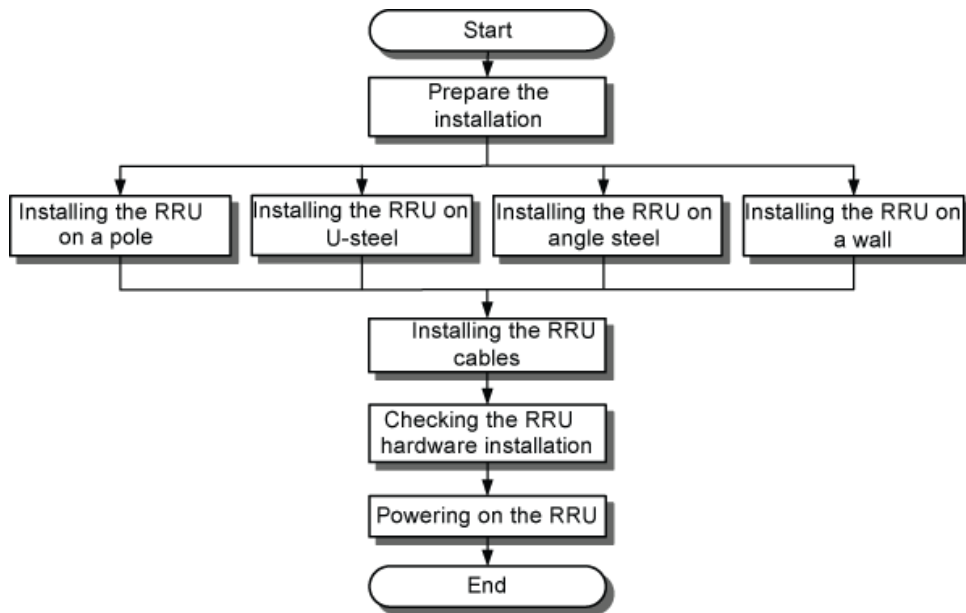 Start
Prepare the
installation
Installing the RRU
on a pole
Installing the RRU on
U-steel
Installing the RRU on
angle steel
Installing the RRU on
a wall
Installing the RRU
cables
Checking the RRU
hardware installation
Powering on the RRU
End